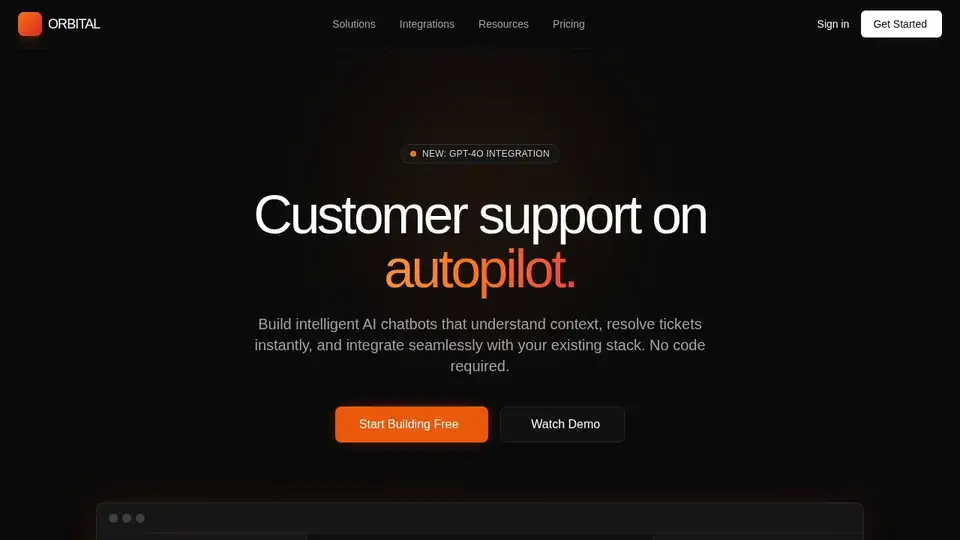 ORBITAL
Solutions
Integrations
Resources
Pricing
Sign in
Get Started
NEW: GPT-4O INTEGRATION
Customer support on
autopilot.
Build intelligent AI chatbots that understand context, resolve tickets
instantly, and integrate seamlessly with your existing stack. No code
required.
Start Building Free
Watch Demo